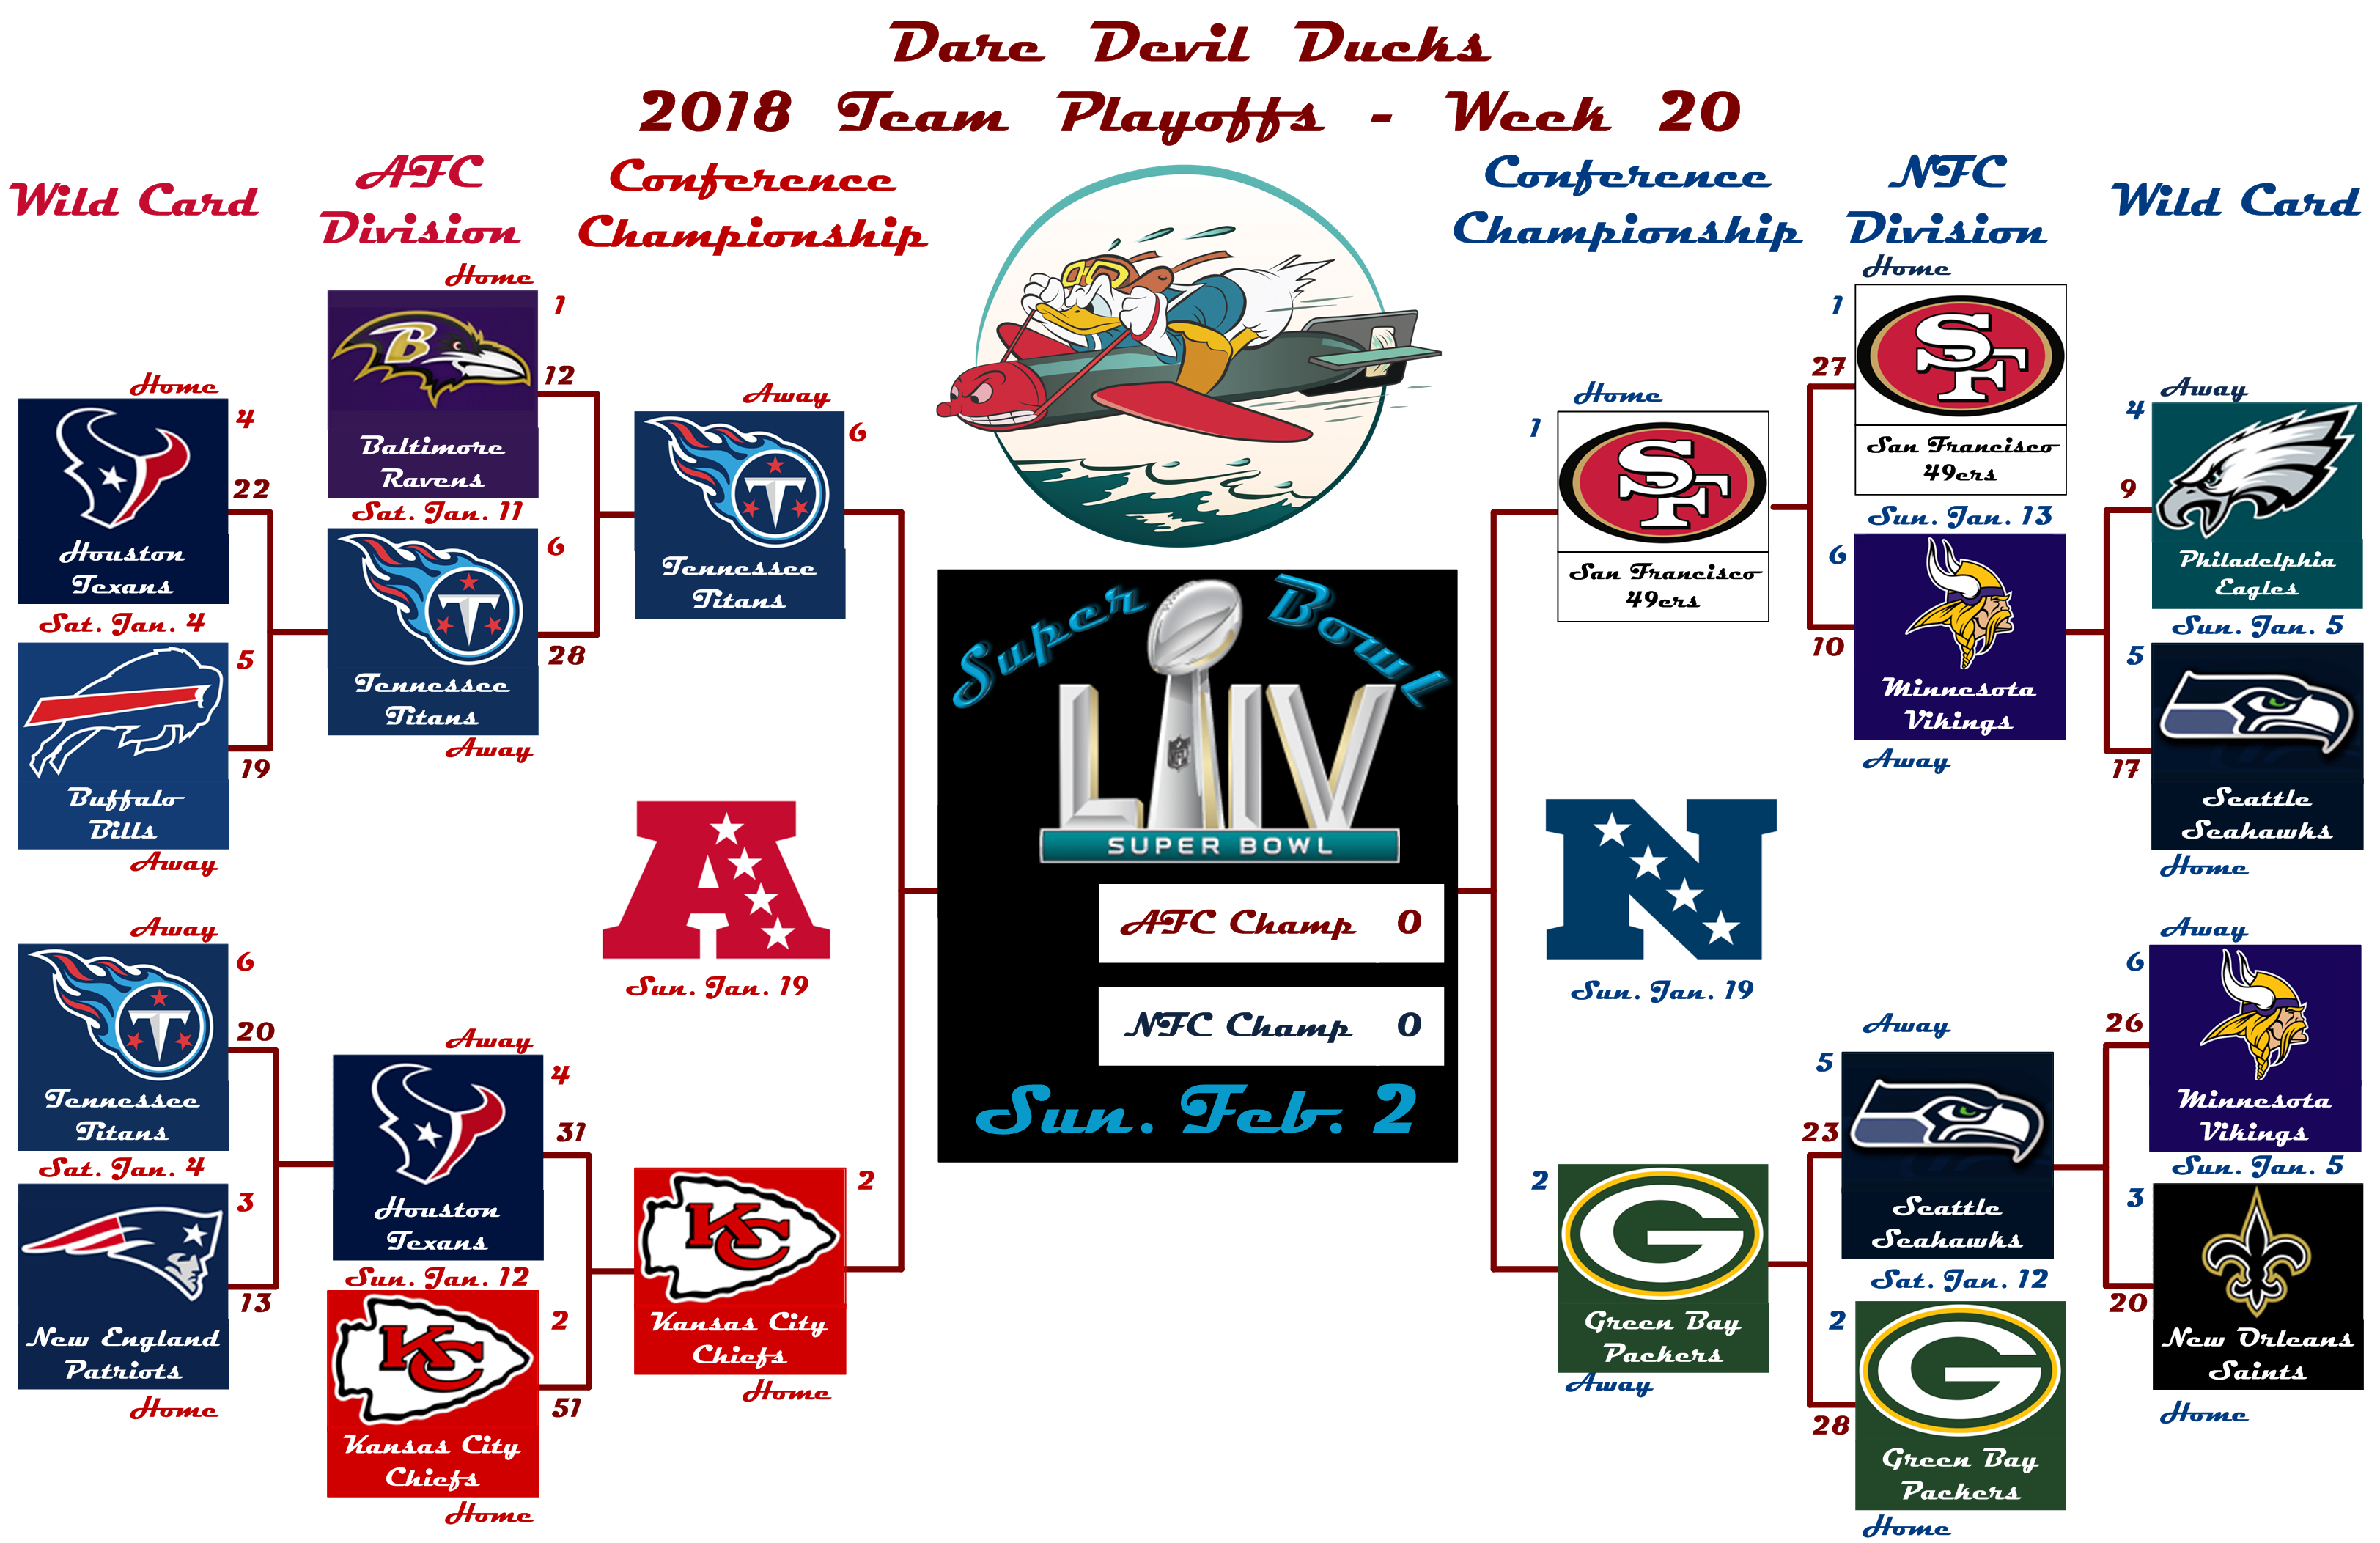 Dare Devil Ducks
2018 Team Playoffs - Week 20
Wild Card
AFC
Division
Conference
Championship
Conference
Championship
NFC
Division
Wild Card
Home
4
22
Houston
Texans
Sat. Jan. 4
5
19
Buffalo
Bills
Away
Away
6
20
Tennessee
Titans
Sat. Jan. 4
3
13
New England
Patriots
Home
Home
1
12
B
Baltimore
Ravens
Sat. Jan. 11
6
T
28
Tennessee
Titans
Away
Away
4
31
Houston
Texans
Sun. Jan. 12
2
KC
51
Kansas City
Chiefs
Home
Away
6
T
Tennessee
Titans
A
Sun. Jan. 19
2
KC
Kansas City
Chiefs
Home
Super Bowl
LIV
NFL
SUPER BOWL
AFC Champ 0
NFC Champ 0
Sun. Feb. 2
Home
1
SF
San Francisco
49ers
N
Sun. Jan. 19
2
G
Green Bay
Packers
Away
Home
1
27
SF
San Francisco
49ers
Sun. Jan. 13
6
10
Minnesota
Vikings
Away
Away
5
23
Seattle
Seahawks
Sat. Jan. 12
2
G
28
Green Bay
Packers
Home
Away
4
9
Philadelphia
Eagles
Sun. Jan. 5
5
17
Seattle
Seahawks
Home
Away
6
26
Minnesota
Vikings
Sun. Jan. 5
3
20
New Orleans
Saints
Home